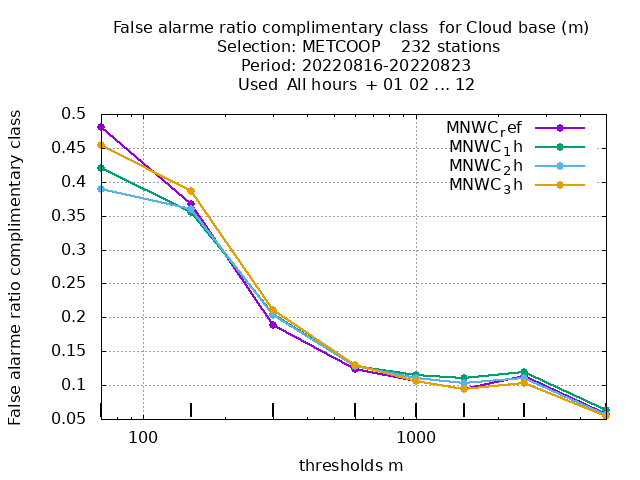 False alarme ratio complimentary class  for Cloud base (m)
Selection: METCOOP    232 stations
Period: 20220816-20220823
Used  All hours  + 01 02 ... 12
False alarme ratio complimentary class
0.5
0.45
0.4
0.35
0.3
0.25
0.2
0.15
0.1
0.05
MNWC_ref
MNWC_1h
MNWC_2h
MNWC_3h
100
1000
thresholds m